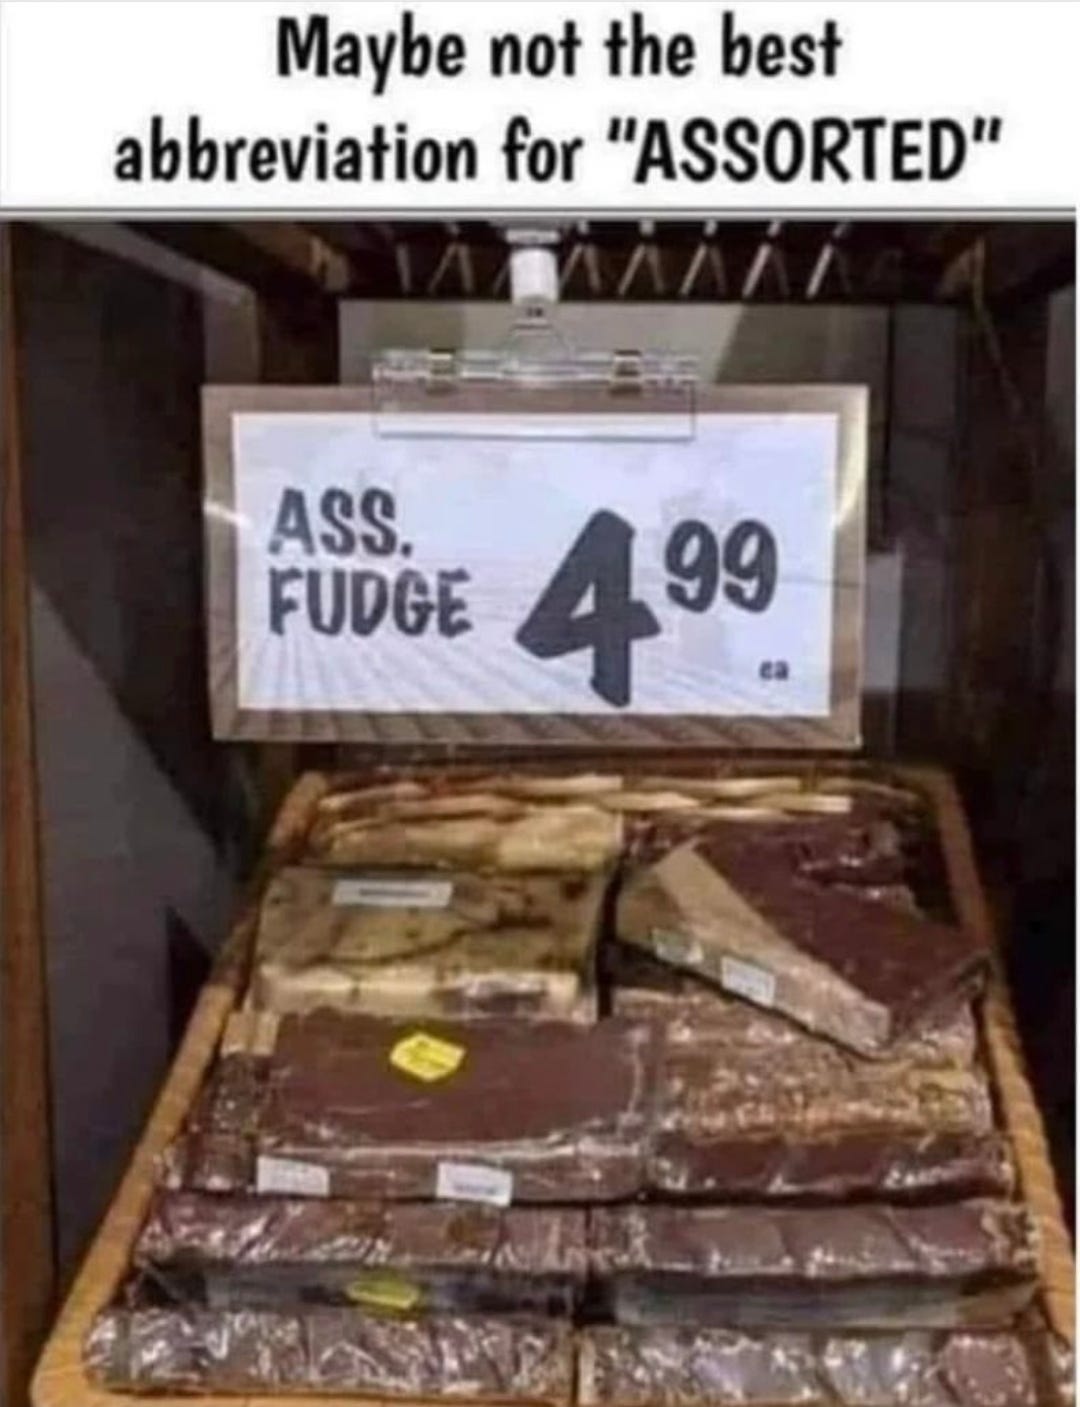 Maybe not the best
abbreviation for "ASSORTED"
ASS.
FUDGE
4 99
ea